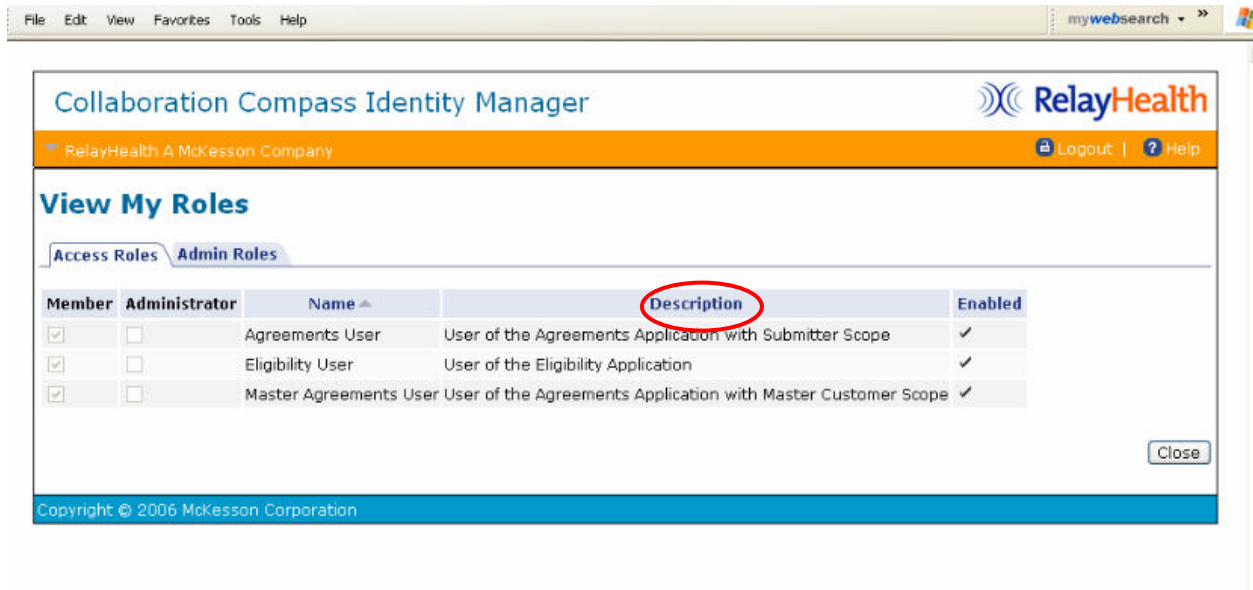 File Edit View Favorites Tools Help mywebsearch »
Collaboration Compass Identity Manager RelayHealth
RelayHealth A McKesson Company Logout | ? Help
View My Roles
Access Roles Admin Roles
Member Administrator Name Description Enabled
Agreements User User of the Agreements Application with Submitter Scope
Eligibility User User of the Eligibility Application
Master Agreements User User of the Agreements Application with Master Customer Scope
Close
Copyright © 2006 McKesson Corporation